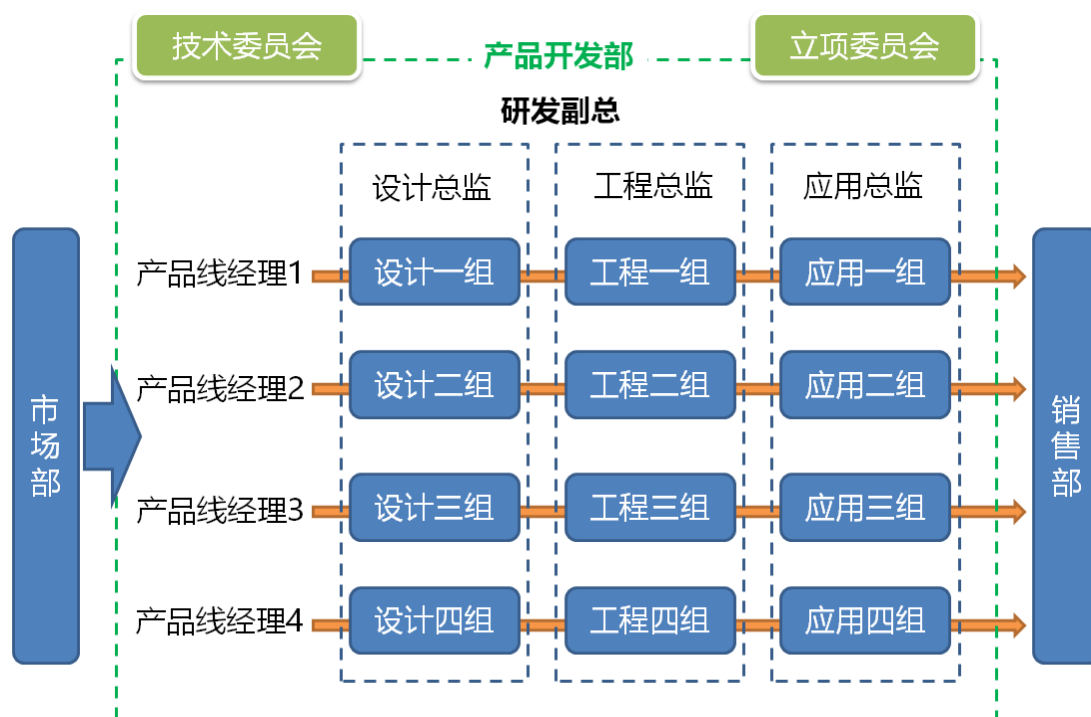 技术委员会
产品开发部
立项委员会
研发副总
设计总监
工程总监
应用总监
产品线经理1
设计一组
工程一组
应用一组
产品线经理2
设计二组
工程二组
应用二组
市场部
销售部
产品线经理3
设计三组
工程三组
应用三组
产品线经理4
设计四组
工程四组
应用四组